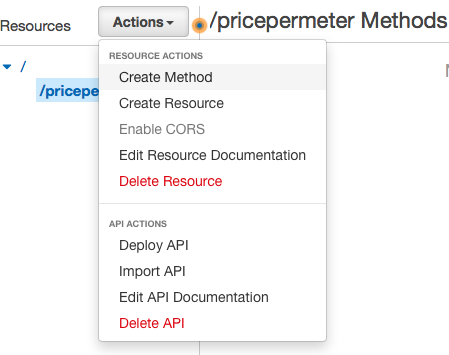 Resources
Actions
/pricepermeter Methods
/
/pricepe
RESOURCE ACTIONS
Create Method
Create Resource
Enable CORS
Edit Resource Documentation
Delete Resource
API ACTIONS
Deploy API
Import API
Edit API Documentation
Delete API